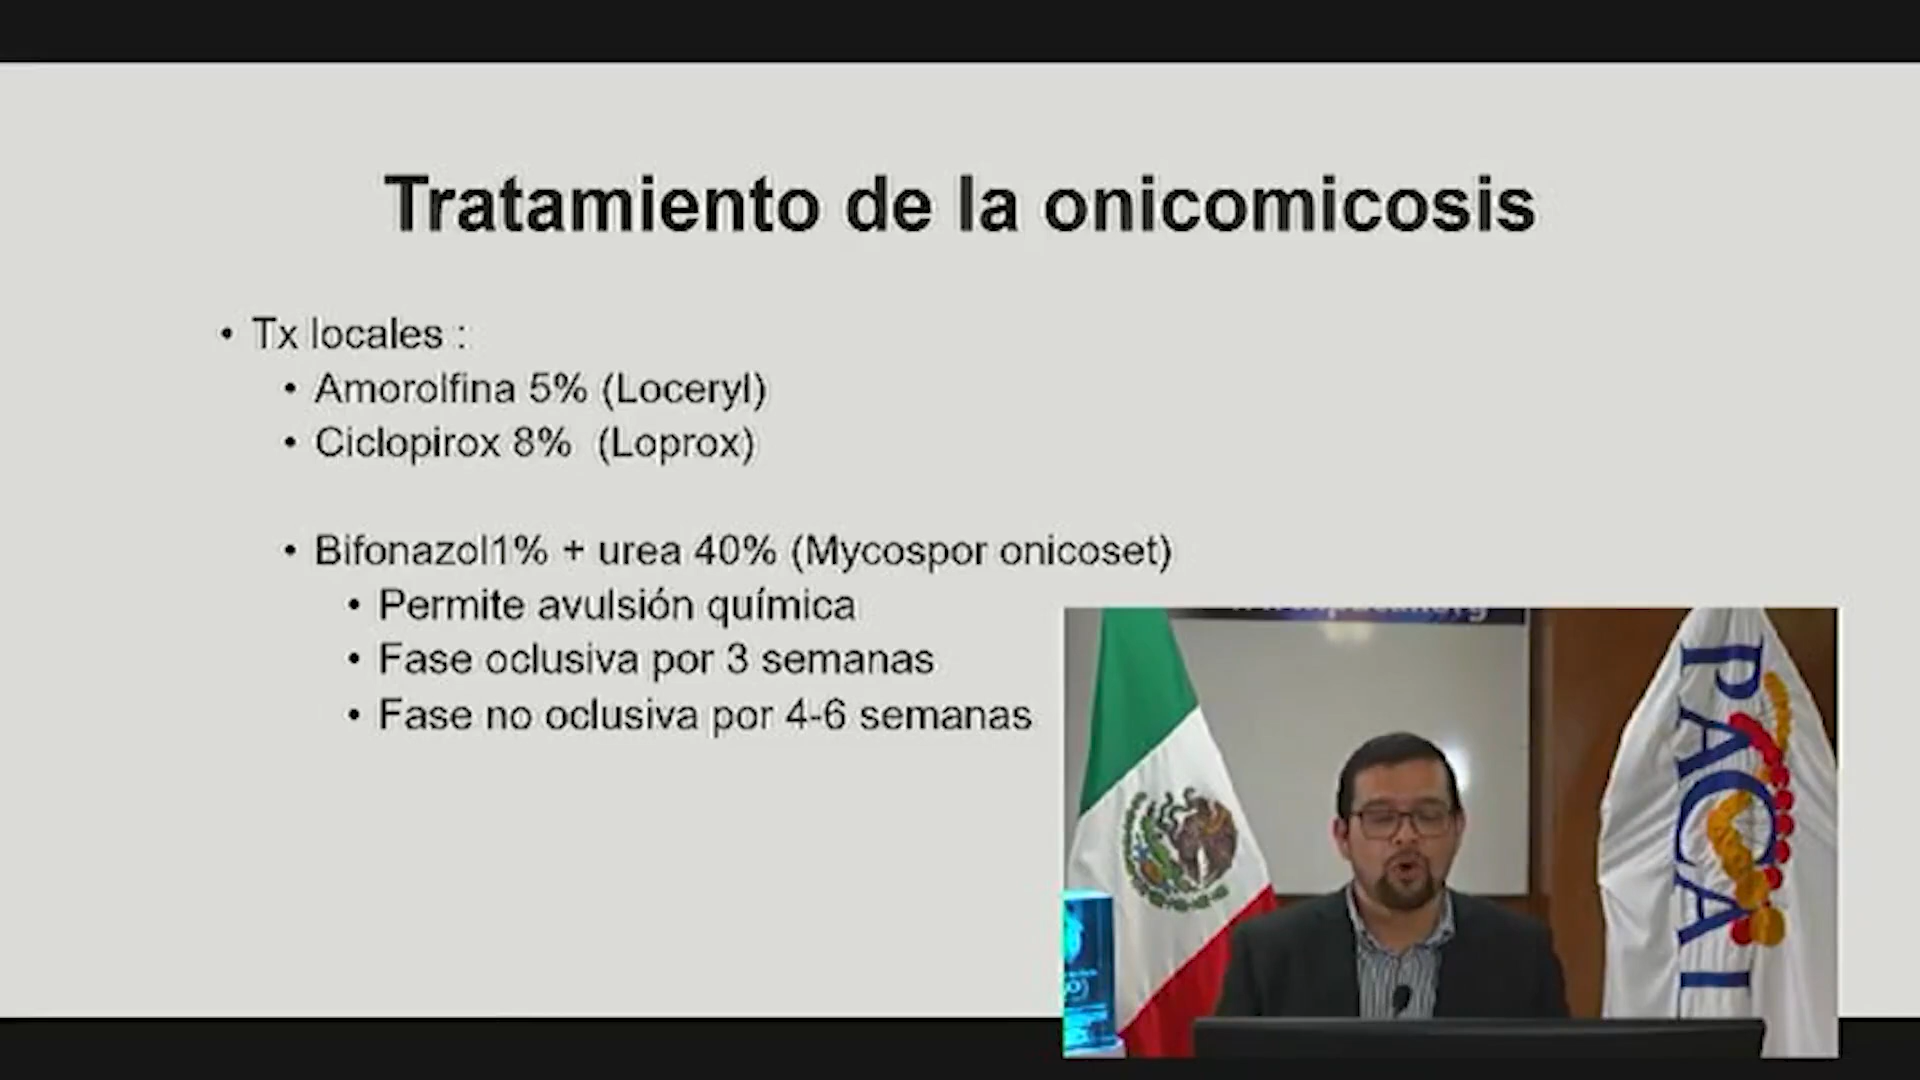 Tratamiento de la onicomicosis
• Tx locales :
• Amorolfina 5% (Loceryl)
• Ciclopirox 8% (Loprox)
• Bifonazol1% + urea 40% (Mycospor onicoset)
• Permite avulsión química
• Fase oclusiva por 3 semanas
• Fase no oclusiva por 4-6 semanas
PACAL